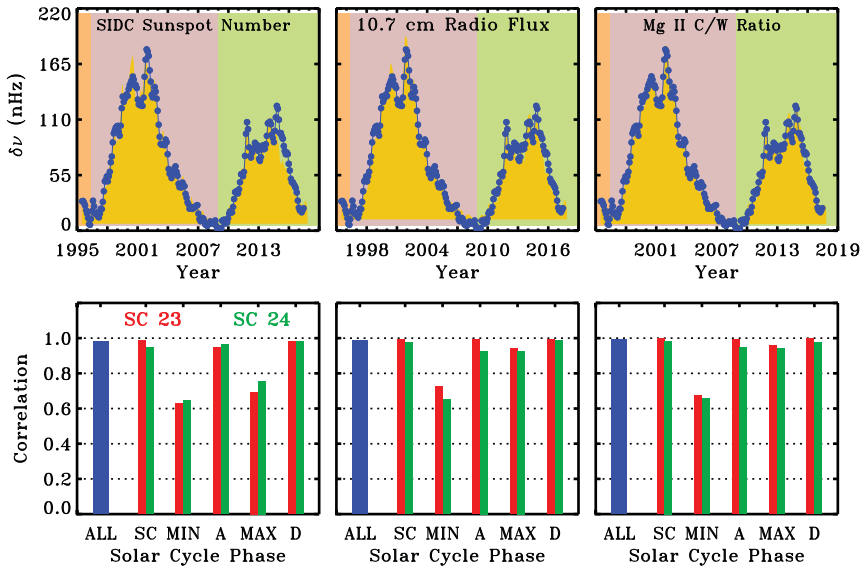 220
165
110
55
0
δν (nHz)
SIDC Sunspot Number
10.7 cm Radio Flux
Mg II C/W Ratio
1995 2001 2007 2013
1998 2004 2010 2016
2001 2007 2013 2019
Year
Year
Year
1.0
0.8
0.6
0.4
0.2
0.0
Correlation
SC 23 SC 24
ALL SC MIN A MAX D
ALL SC MIN A MAX D
ALL SC MIN A MAX D
Solar Cycle Phase
Solar Cycle Phase
Solar Cycle Phase